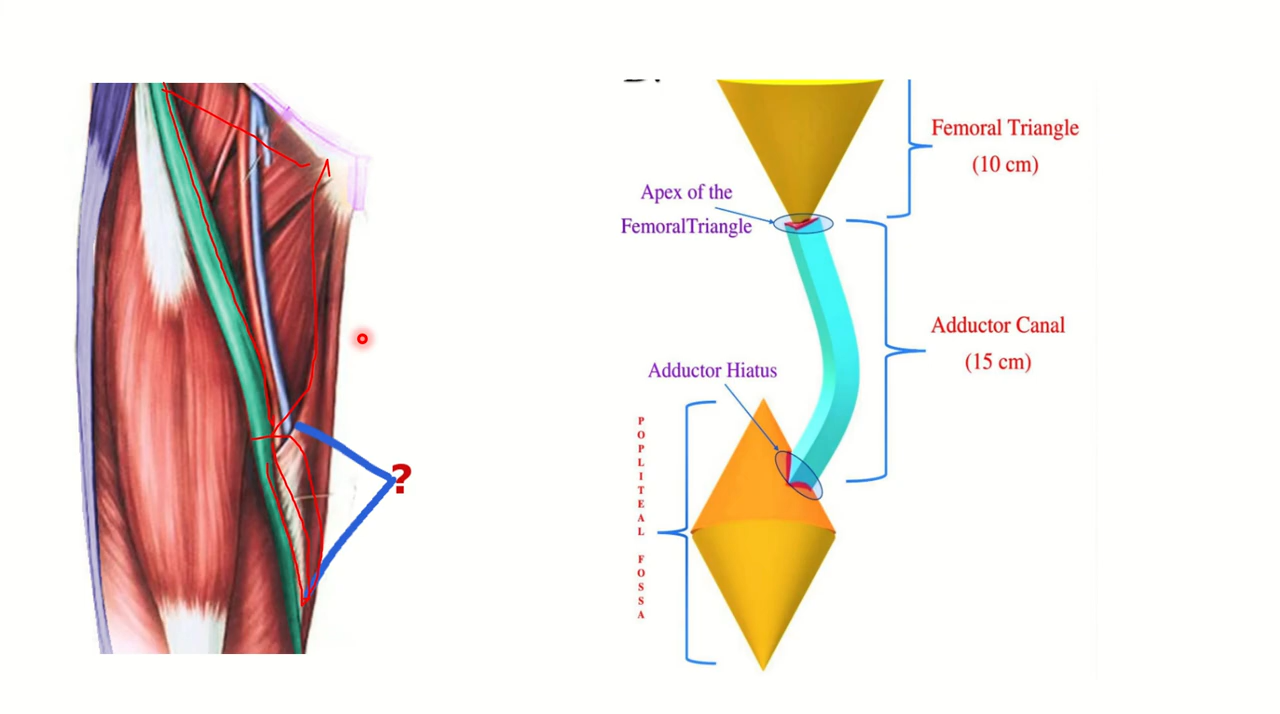 Femoral Triangle
(10 cm)
Apex of the
FemoralTriangle
Adductor Canal
(15 cm)
Adductor Hiatus
POPLITEAL FOSSA
?